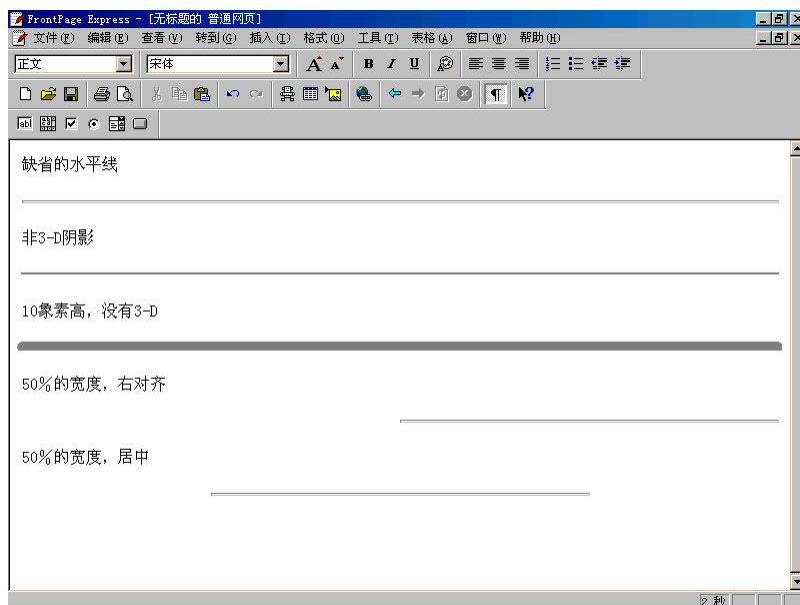 FrontPage Express - [无标题的 普通网页]
文件(F) 编辑(E) 查看(V) 转到(G) 插入(I) 格式(O) 工具(T) 表格(A) 窗口(W) 帮助(H)
正文 宋体 A A B I U
abl
缺省的水平线
非3-D阴影
10象素高，没有3-D
50%的宽度，右对齐
50%的宽度，居中
2 秒